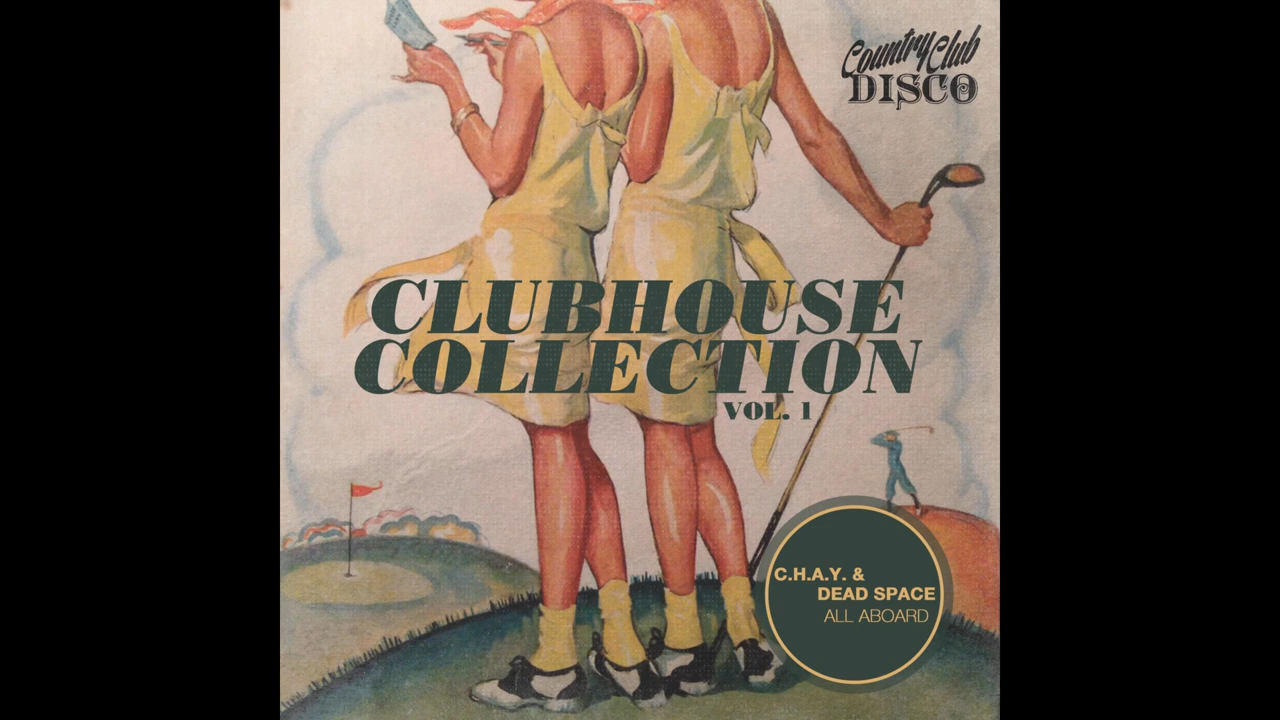 Country Club
DISCO
CLUBHOUSE
COLLECTION
VOL. 1
C.H.A.Y. &
DEAD SPACE
ALL ABOARD